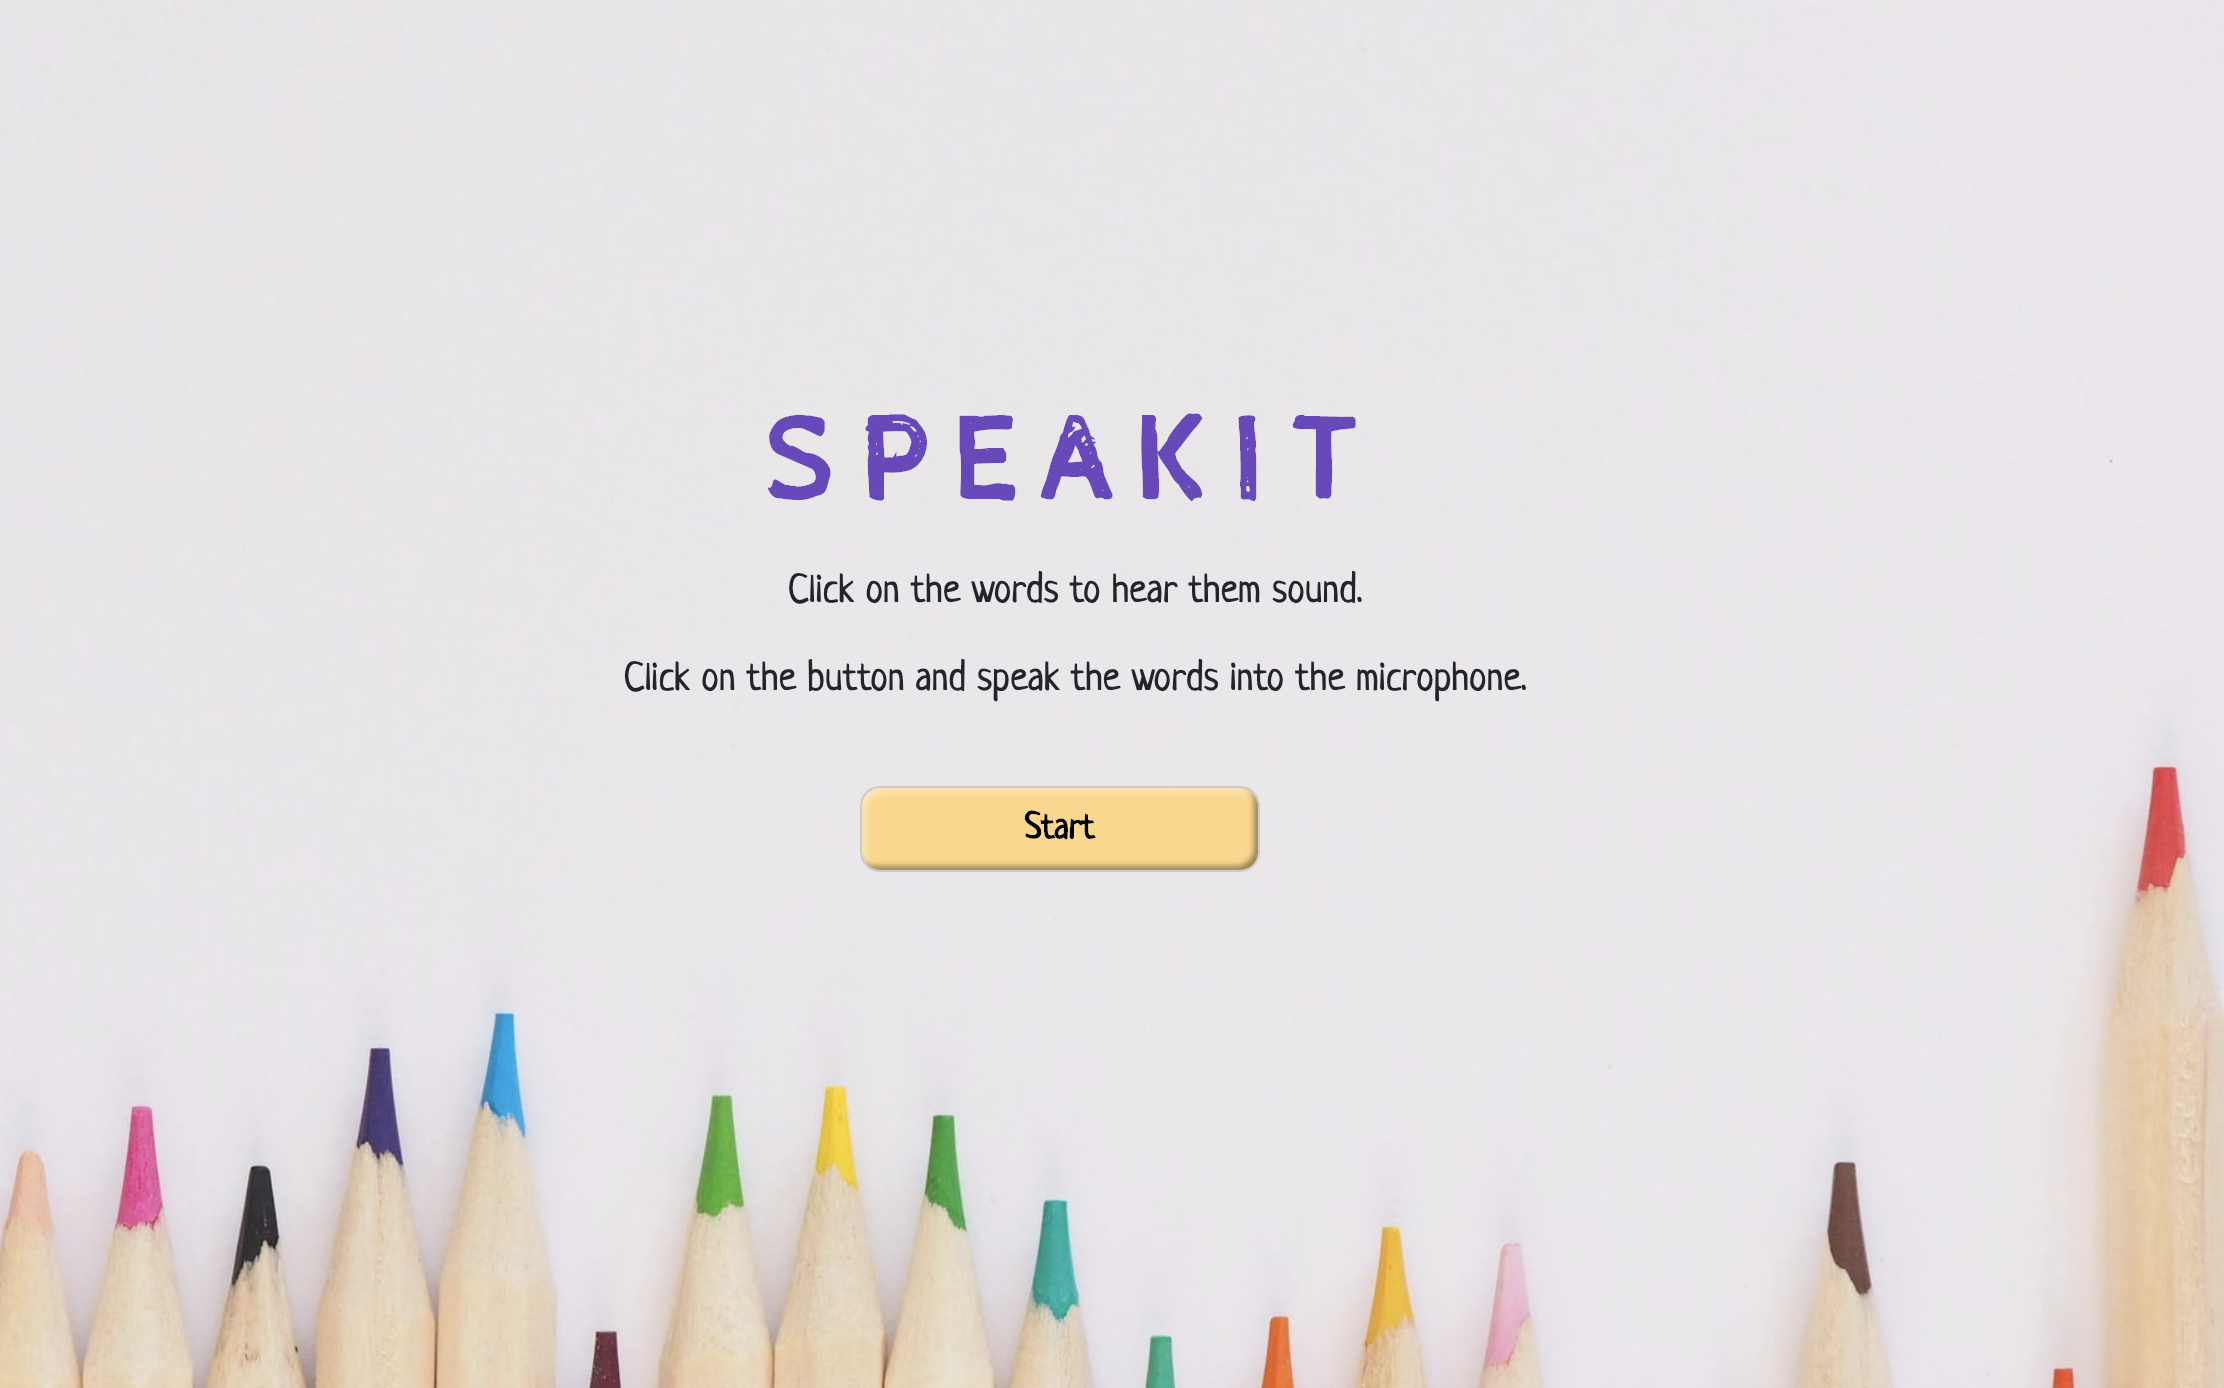 SPEAKIT
Click on the words to hear them sound.
Click on the button and speak the words into the microphone.
Start